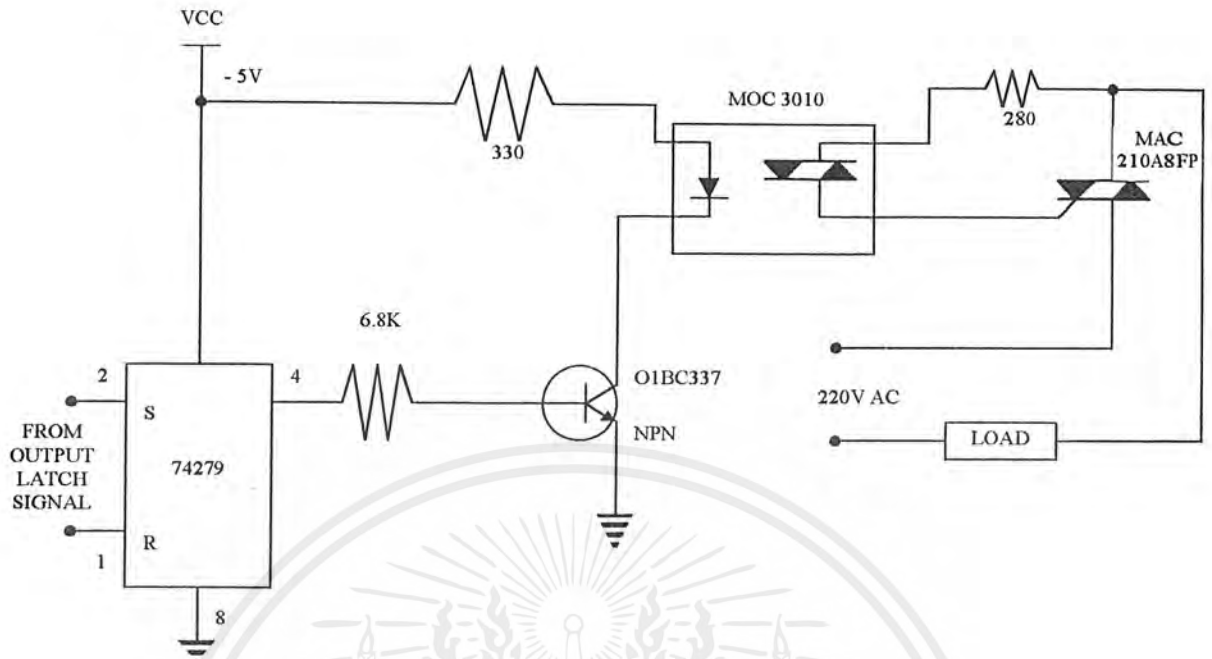 VCC
- 5V
330
MOC 3010
280
MAC
210A8FP
6.8K
2
4
S
FROM
OUTPUT
LATCH
SIGNAL
74279
R
1
8
O1BC337
NPN
220V AC
LOAD